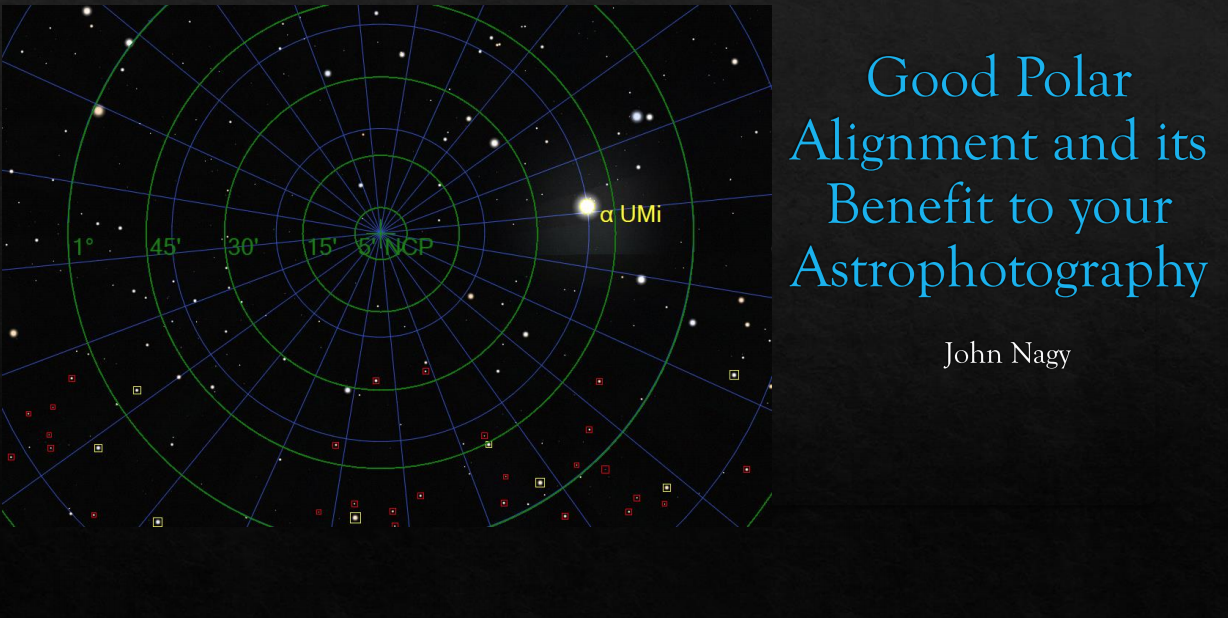 α UMi
1° 45' 30' 15' 5' NCP
Good Polar
Alignment and its
Benefit to your
Astrophotography
John Nagy